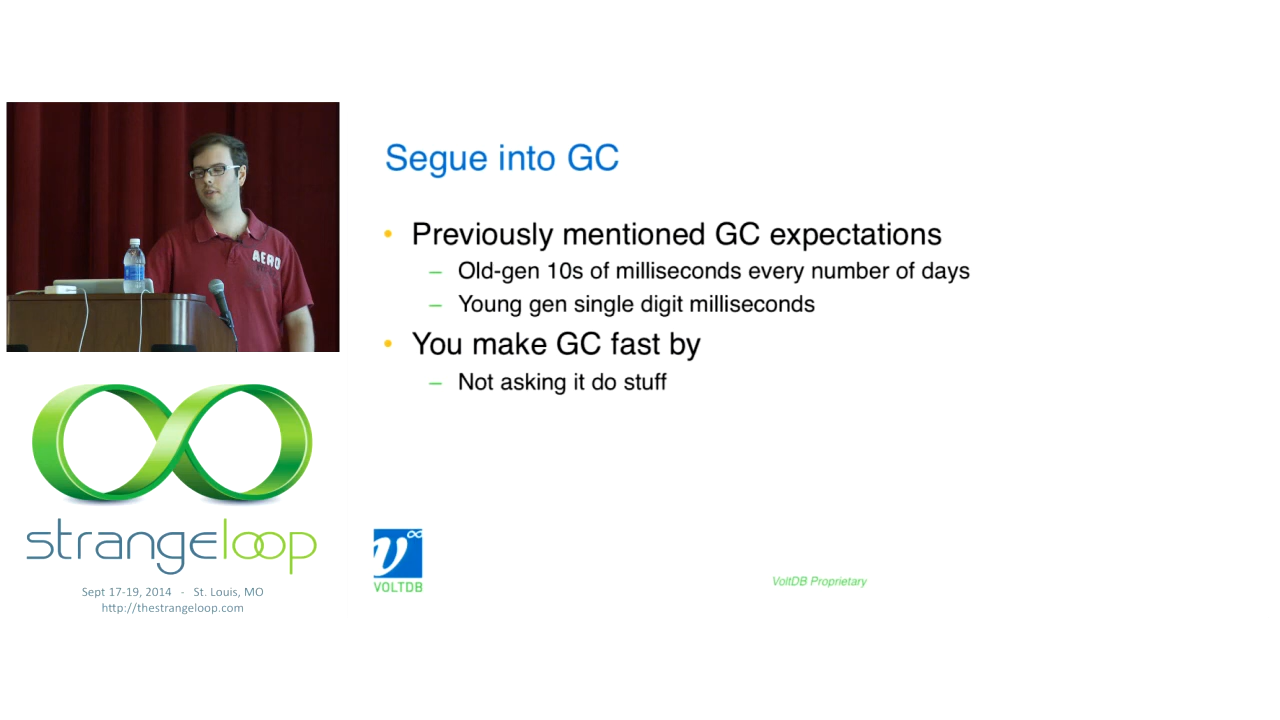 Segue into GC
• Previously mentioned GC expectations
– Old-gen 10s of milliseconds every number of days
– Young gen single digit milliseconds
• You make GC fast by
– Not asking it do stuff
AERO
strangeloop
Sept 17-19, 2014 - St. Louis, MO
http://thestrangeloop.com
VOLTDB
VoltDB Proprietary